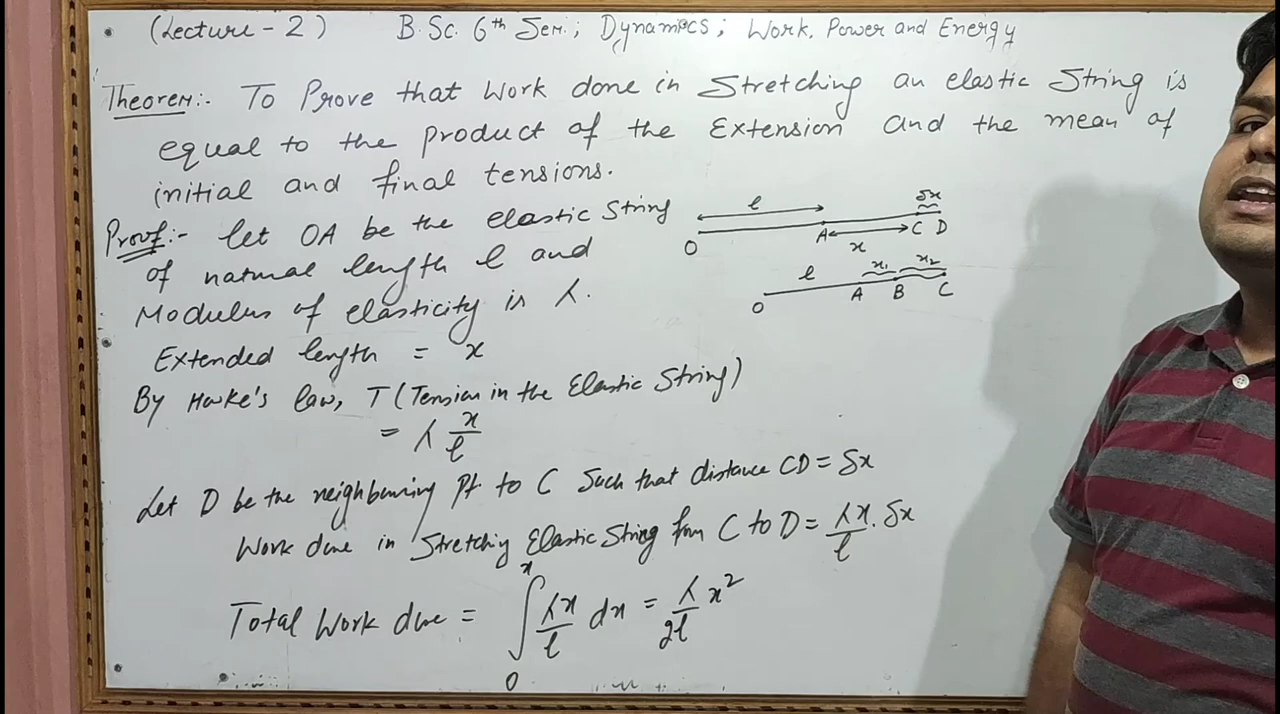 (Lecture - 2) B.Sc. 6th Sem.; Dynamics; Work, Power and Energy
Theorem:- To Prove that Work done in Stretching an elastic String is
equal to the product of the Extension and the mean of
initial and final tensions.
Proof:- let OA be the elastic String
of natural length l and
Modulus of elasticity is λ.
Extended length = x
By Hooke's law, T (Tension in the Elastic String)
= λ x/l
Let D be the neighbouring Pt to C Such that distance CD = δx
Work done in Stretching Elastic String from C to D = λx/l . δx
Total Work done = ∫₀ˣ λx/l dx = λ/2l x²
l δx
O A x C D
l x₁ x₂
O A B C